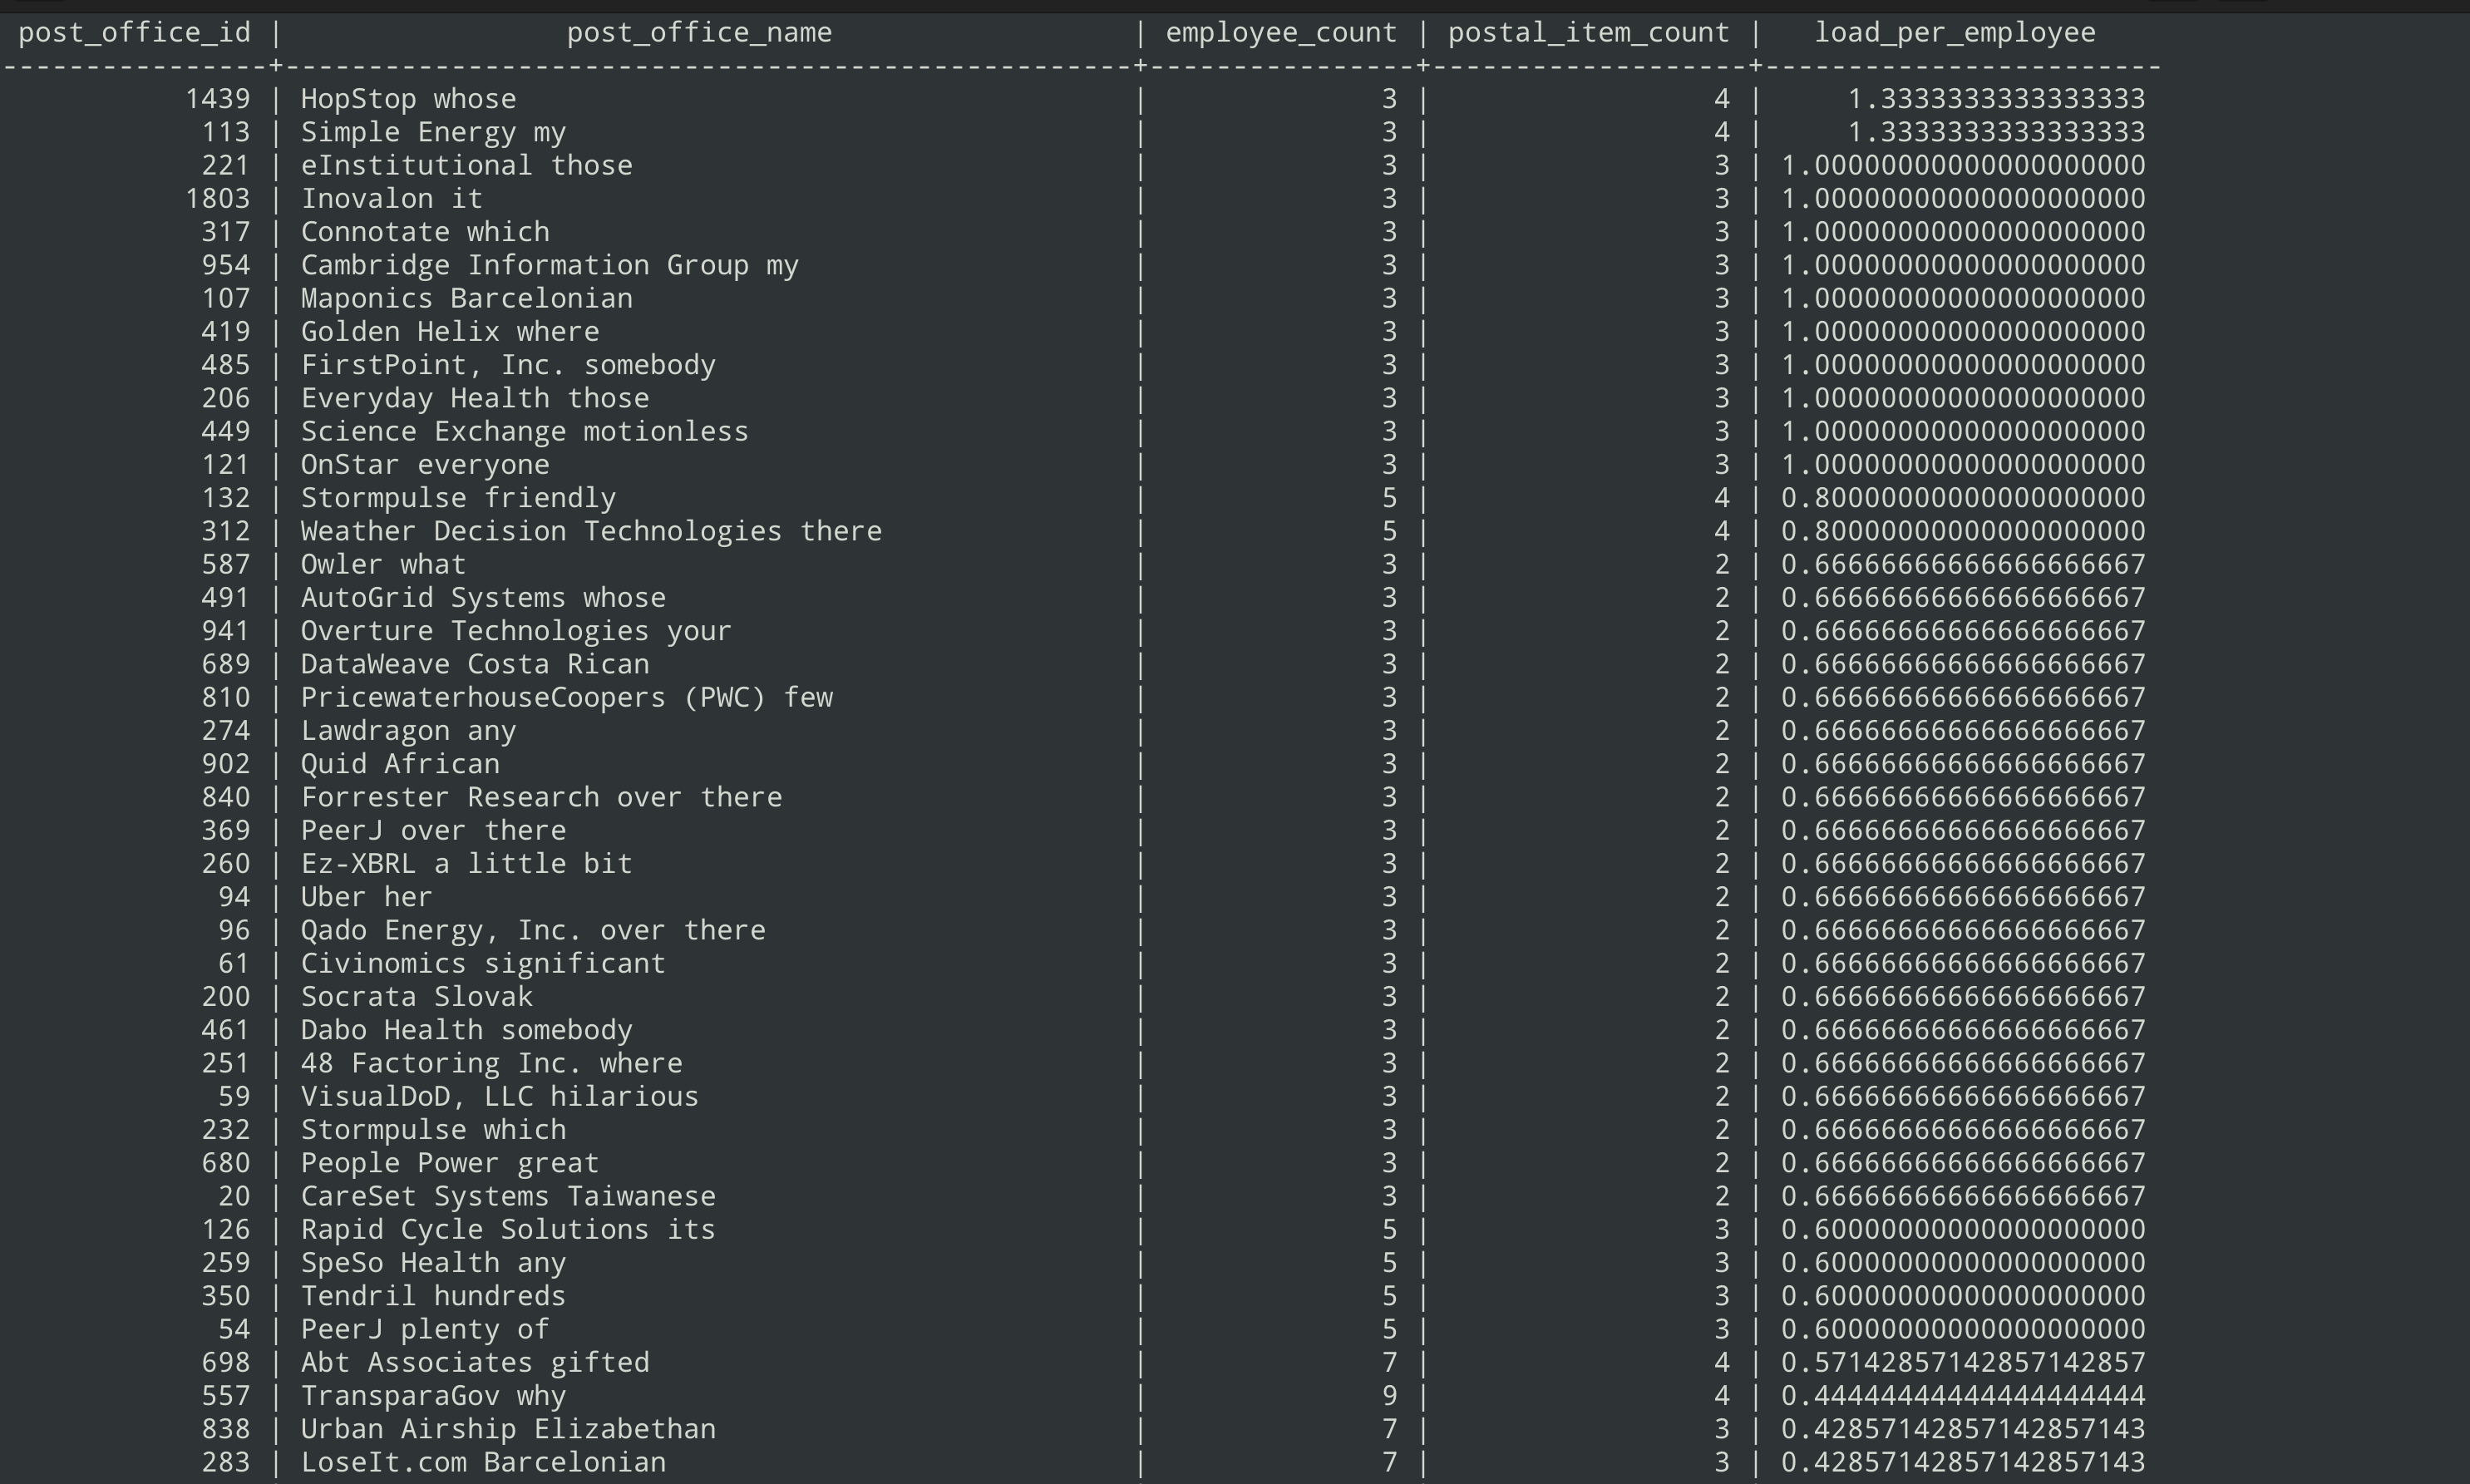 post_office_id | post_office_name | employee_count | postal_item_count | load_per_employee
----------------+---------------------------------------------------+----------------+-------------------+------------------------
1439 | HopStop whose | 3 | 4 | 1.3333333333333333
113 | Simple Energy my | 3 | 4 | 1.3333333333333333
221 | eInstitutional those | 3 | 3 | 1.00000000000000000000
1803 | Inovalon it | 3 | 3 | 1.00000000000000000000
317 | Connotate which | 3 | 3 | 1.00000000000000000000
954 | Cambridge Information Group my | 3 | 3 | 1.00000000000000000000
107 | Maponics Barcelonian | 3 | 3 | 1.00000000000000000000
419 | Golden Helix where | 3 | 3 | 1.00000000000000000000
485 | FirstPoint, Inc. somebody | 3 | 3 | 1.00000000000000000000
206 | Everyday Health those | 3 | 3 | 1.00000000000000000000
449 | Science Exchange motionless | 3 | 3 | 1.00000000000000000000
121 | OnStar everyone | 3 | 3 | 1.00000000000000000000
132 | Stormpulse friendly | 5 | 4 | 0.80000000000000000000
312 | Weather Decision Technologies there | 5 | 4 | 0.80000000000000000000
587 | Owler what | 3 | 2 | 0.66666666666666666667
491 | AutoGrid Systems whose | 3 | 2 | 0.66666666666666666667
941 | Overture Technologies your | 3 | 2 | 0.66666666666666666667
689 | DataWeave Costa Rican | 3 | 2 | 0.66666666666666666667
810 | PricewaterhouseCoopers (PWC) few | 3 | 2 | 0.66666666666666666667
274 | Lawdragon any | 3 | 2 | 0.66666666666666666667
902 | Quid African | 3 | 2 | 0.66666666666666666667
840 | Forrester Research over there | 3 | 2 | 0.66666666666666666667
369 | PeerJ over there | 3 | 2 | 0.66666666666666666667
260 | Ez-XBRL a little bit | 3 | 2 | 0.66666666666666666667
94 | Uber her | 3 | 2 | 0.66666666666666666667
96 | Qado Energy, Inc. over there | 3 | 2 | 0.66666666666666666667
61 | Civinomics significant | 3 | 2 | 0.66666666666666666667
200 | Socrata Slovak | 3 | 2 | 0.66666666666666666667
461 | Dabo Health somebody | 3 | 2 | 0.66666666666666666667
251 | 48 Factoring Inc. where | 3 | 2 | 0.66666666666666666667
59 | VisualDoD, LLC hilarious | 3 | 2 | 0.66666666666666666667
232 | Stormpulse which | 3 | 2 | 0.66666666666666666667
680 | People Power great | 3 | 2 | 0.66666666666666666667
20 | CareSet Systems Taiwanese | 3 | 2 | 0.66666666666666666667
126 | Rapid Cycle Solutions its | 5 | 3 | 0.60000000000000000000
259 | SpeSo Health any | 5 | 3 | 0.60000000000000000000
350 | Tendril hundreds | 5 | 3 | 0.60000000000000000000
54 | PeerJ plenty of | 5 | 3 | 0.60000000000000000000
698 | Abt Associates gifted | 7 | 4 | 0.57142857142857142857
557 | TransparaGov why | 9 | 4 | 0.44444444444444444444
838 | Urban Airship Elizabethan | 7 | 3 | 0.42857142857142857143
283 | LoseIt.com Barcelonian | 7 | 3 | 0.42857142857142857143